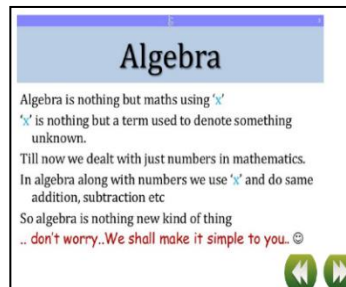 Algebra
Algebra is nothing but maths using ‘x’
‘x’ is nothing but a term used to denote something
unknown.
Till now we dealt with just numbers in mathematics.
In algebra along with numbers we use ‘x’ and do same
addition, subtraction etc
So algebra is nothing new kind of thing
.. don’t worry..We shall make it simple to you.. ☺